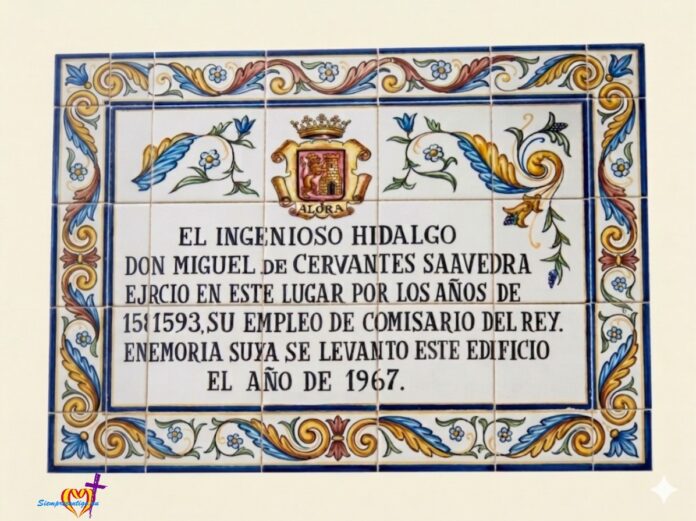 ALORA
EL INGENIOSO HIDALGO
DON MIGUEL DE CERVANTES SAAVEDRA
EJRCIO EN ESTE LUGAR POR LOS AÑOS DE
1581593, SU EMPLEO DE COMISARIO DEL REY.
ENEMORIA SUYA SE LEVANTO ESTE EDIFICIO
EL AÑO DE 1967.